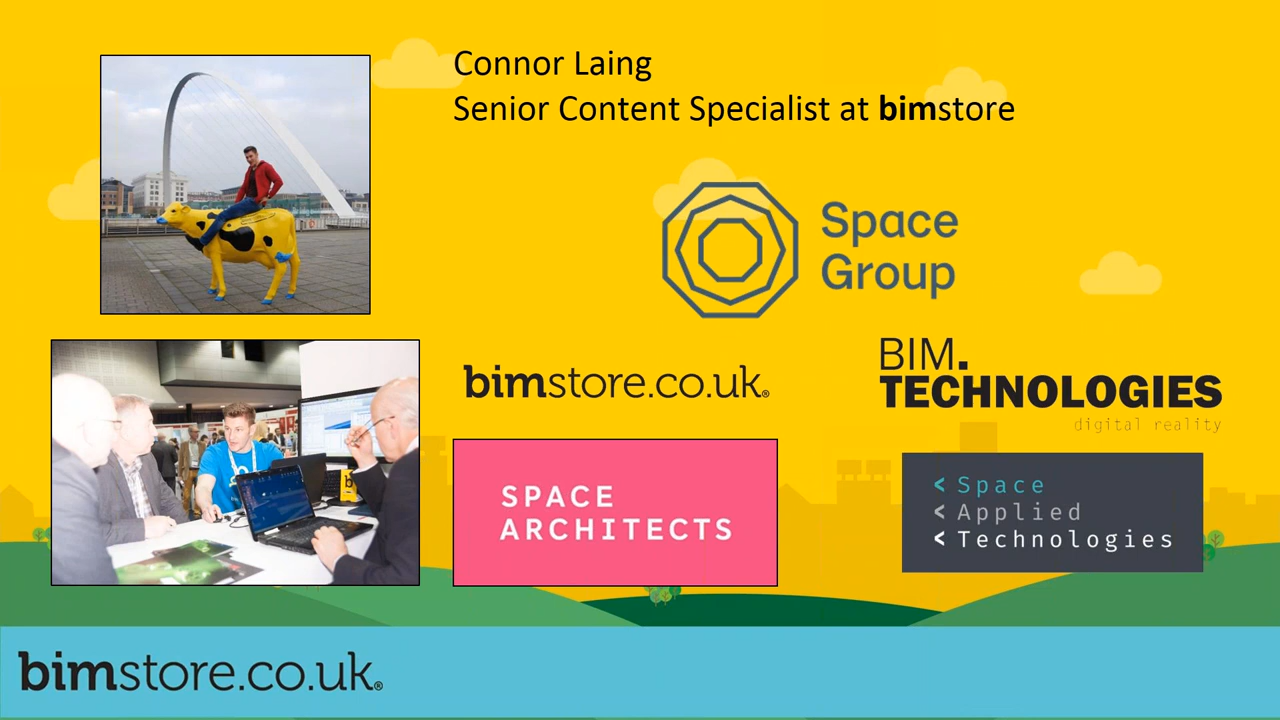 Connor Laing
Senior Content Specialist at bimstore
Space
Group
bimstore.co.uk®
BIM.
TECHNOLOGIES
digital reality
SPACE
ARCHITECTS
< Space
< Applied
< Technologies
bimstore.co.uk®